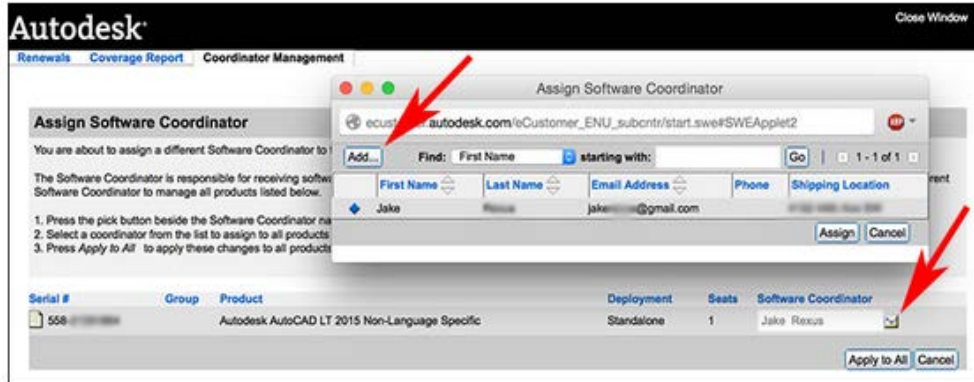 Autodesk
Close Window
Renewals Coverage Report Coordinator Management
Assign Software Coordinator
ecust autodesk.com/eCustomer_ENU_subcntr/start.swe#SWEApplet2
ABP
Assign Software Coordinator
You are about to assign a different Software Coordinator to
The Software Coordinator is responsible for receiving softw
rent
Software Coordinator to manage all products listed below.
1. Press the pick button beside the Software Coordinator na
2. Select a coordinator from the list to assign to all products
3. Press Apply to All to apply these changes to all products
Add... Find: First Name starting with: Go 1 - 1 of 1
First Name Last Name Email Address Phone Shipping Location
Jake jake @gmail.com
Assign Cancel
Serial # Group Product Deployment Seats Software Coordinator
558- Autodesk AutoCAD LT 2015 Non-Language Specific Standalone 1 Jake Rexus
Apply to All Cancel